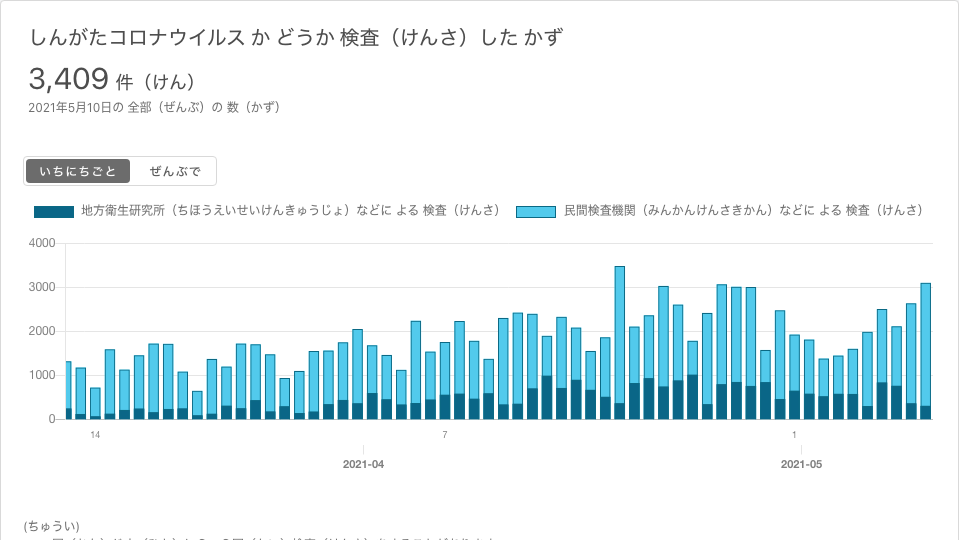 しんがたコロナウイルス か どうか 検査（けんさ）した かず
3,409 件（けん）
2021年5月10日の 全部（ぜんぶ）の 数（かず）
いちにちごと ぜんぶで
地方衛生研究所（ちほうえいせいけんきゅうじょ）などに よる 検査（けんさ） 民間検査機関（みんかんけんさきかん）などに よる 検査（けんさ）
4000
3000
2000
1000
0
14 7 1
2021-04 2021-05
(ちゅうい)